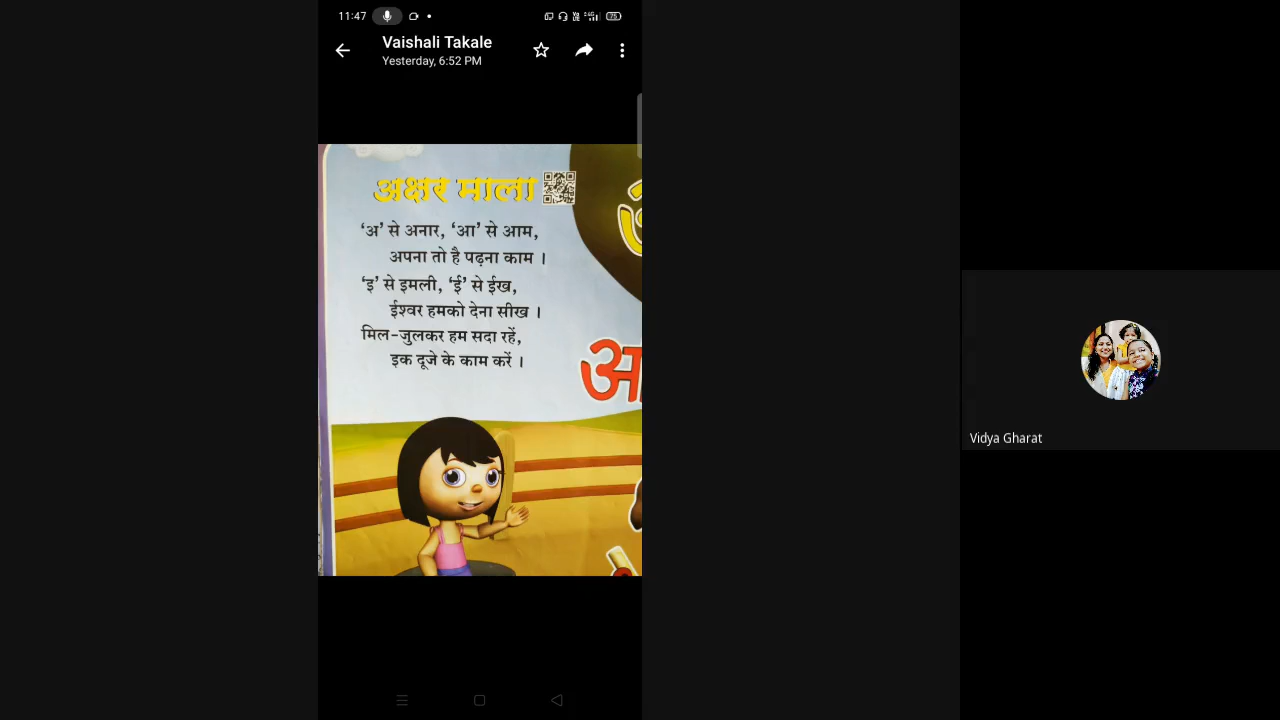 11:47
75
Vaishali Takale
Yesterday, 6:52 PM
अक्षर माला
‘अ’ से अनार, ‘आ’ से आम,
अपना तो है पढ़ना काम ।
‘इ’ से इमली, ‘ई’ से ईख,
ईश्वर हमको देना सीख ।
मिल-जुलकर हम सदा रहें,
इक दूजे के काम करें ।
Vidya Gharat